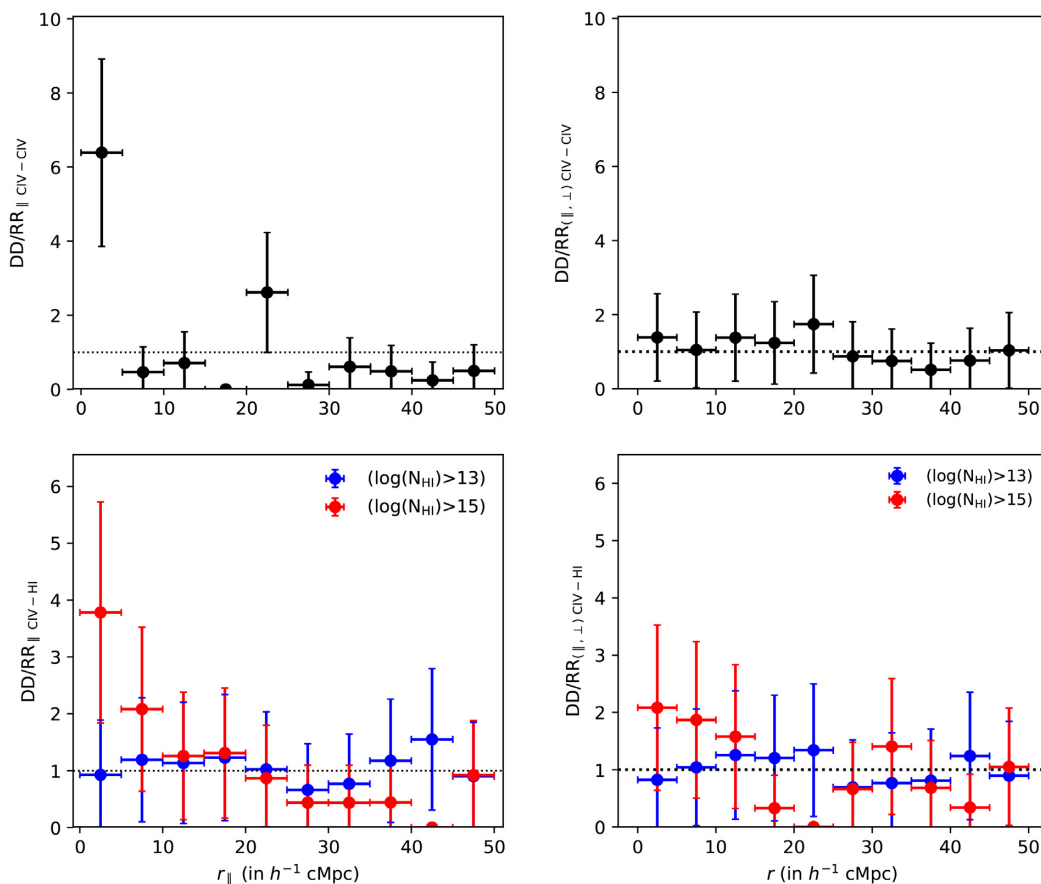 10
8
6
4
2
0
DD/RR∥ CIV−CIV
0 10 20 30 40 50
10
8
6
4
2
0
DD/RR(∥, ⊥) CIV−CIV
0 10 20 30 40 50
6
5
4
3
2
1
0
DD/RR∥ CIV−HI
(log(NHI)>13)
(log(NHI)>15)
0 10 20 30 40 50
r∥ (in h−1 cMpc)
6
5
4
3
2
1
0
DD/RR(∥, ⊥) CIV−HI
(log(NHI)>13)
(log(NHI)>15)
0 10 20 30 40 50
r (in h−1 cMpc)